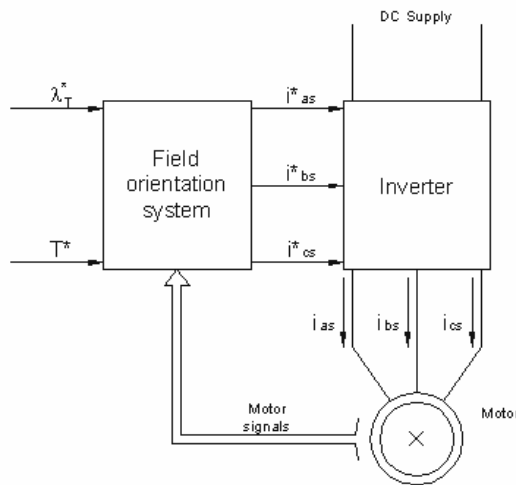 DC Supply
λ*T
i*as
Field
orientation
system
i*bs
Inverter
T*
i*cs
ias
ibs
ics
Motor
signals
Motor